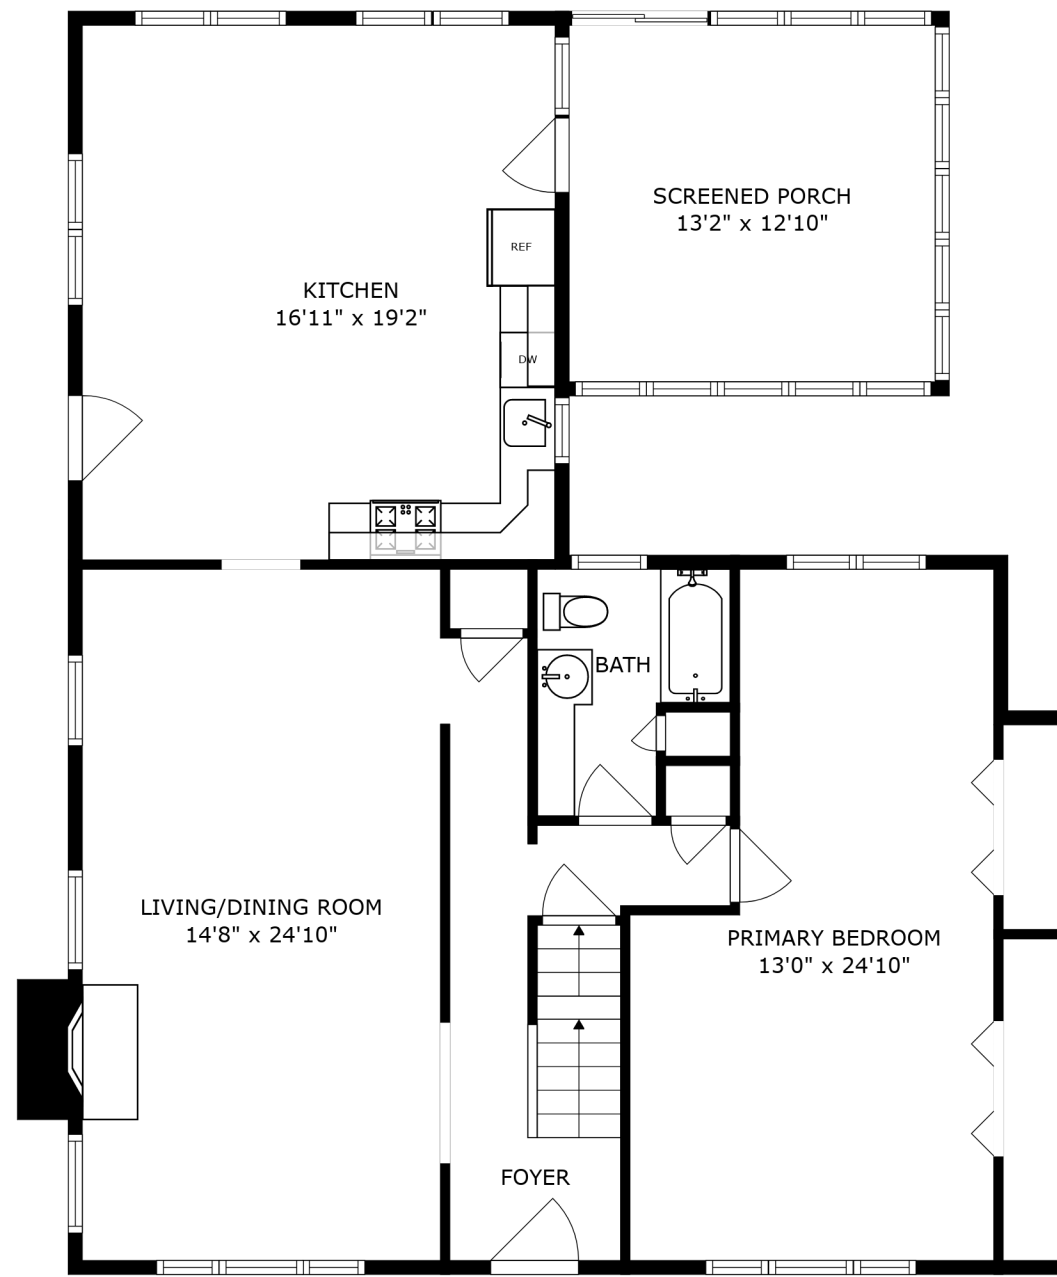 SCREENED PORCH
13'2" x 12'10"
REF
KITCHEN
16'11" x 19'2"
DW
BATH
LIVING/DINING ROOM
14'8" x 24'10"
PRIMARY BEDROOM
13'0" x 24'10"
FOYER